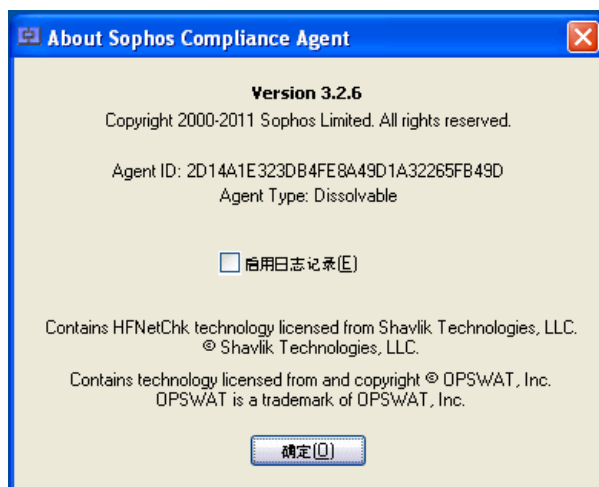 About Sophos Compliance Agent
Version 3.2.6
Copyright 2000-2011 Sophos Limited. All rights reserved.
Agent ID: 2D14A1E323DB4FE8A49D1A32265FB49D
Agent Type: Dissolvable
启用日志记录(E)
Contains HFNetChk technology licensed from Shavlik Technologies, LLC.
© Shavlik Technologies, LLC.
Contains technology licensed from and copyright © OPSWAT, Inc.
OPSWAT is a trademark of OPSWAT, Inc.
确定(O)